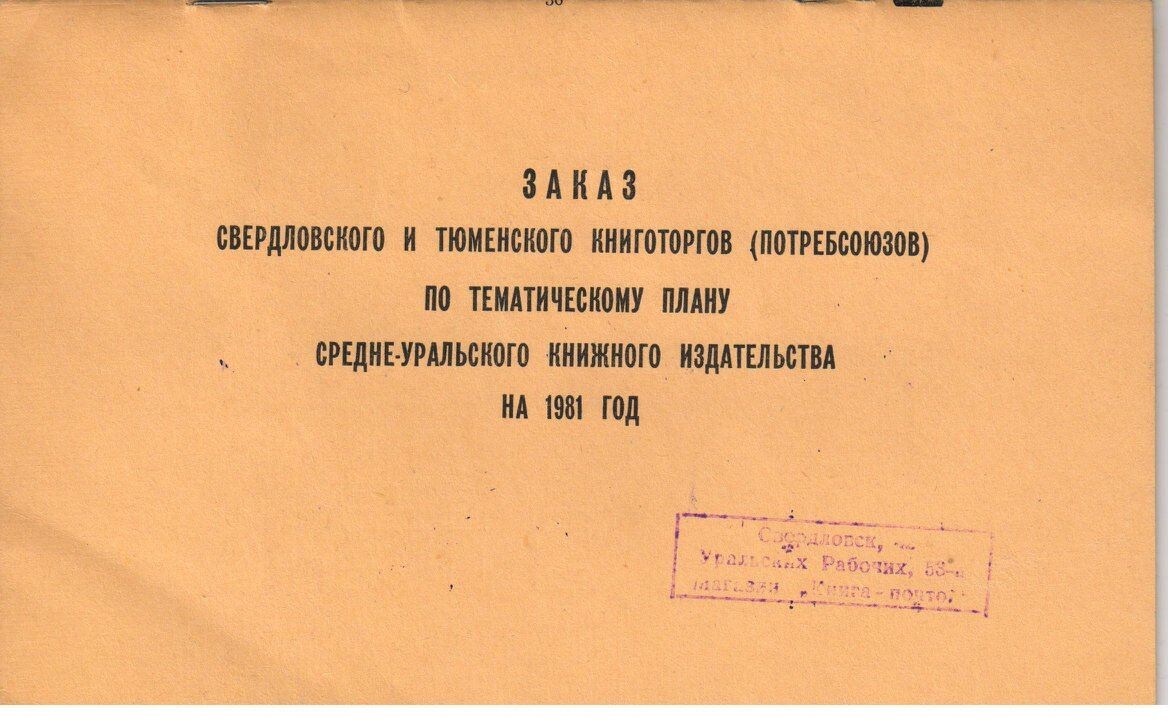 ЗАКАЗ
СВЕРДЛОВСКОГО И ТЮМЕНСКОГО КНИГОТОРГОВ (ПОТРЕБСОЮЗОВ)
ПО ТЕМАТИЧЕСКОМУ ПЛАНУ
СРЕДНЕ-УРАЛЬСКОГО КНИЖНОГО ИЗДАТЕЛЬСТВА
НА 1981 ГОД
Свердловск,
Уральских Рабочих,
Магазин „Книга - почтой"